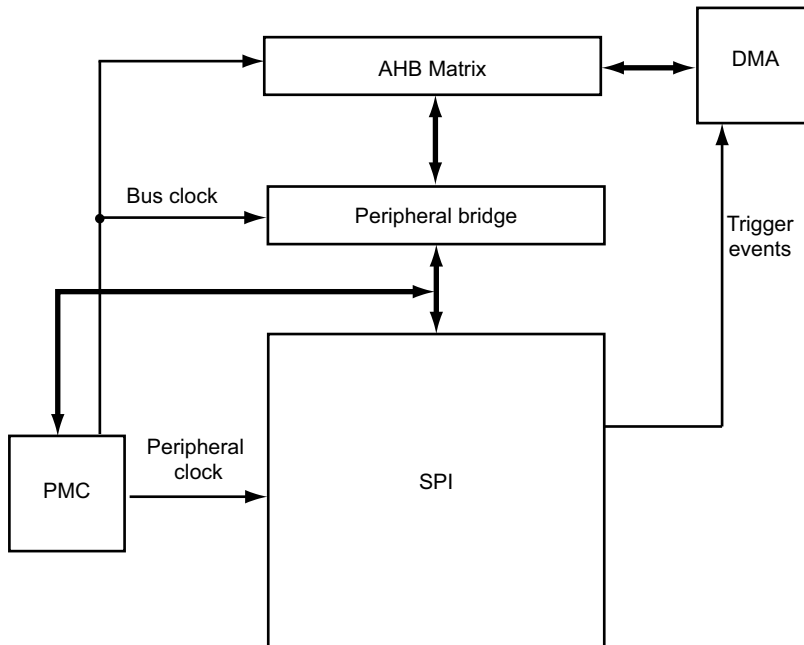 AHB Matrix
DMA
Bus clock
Peripheral bridge
Trigger
events
Peripheral
clock
PMC
SPI